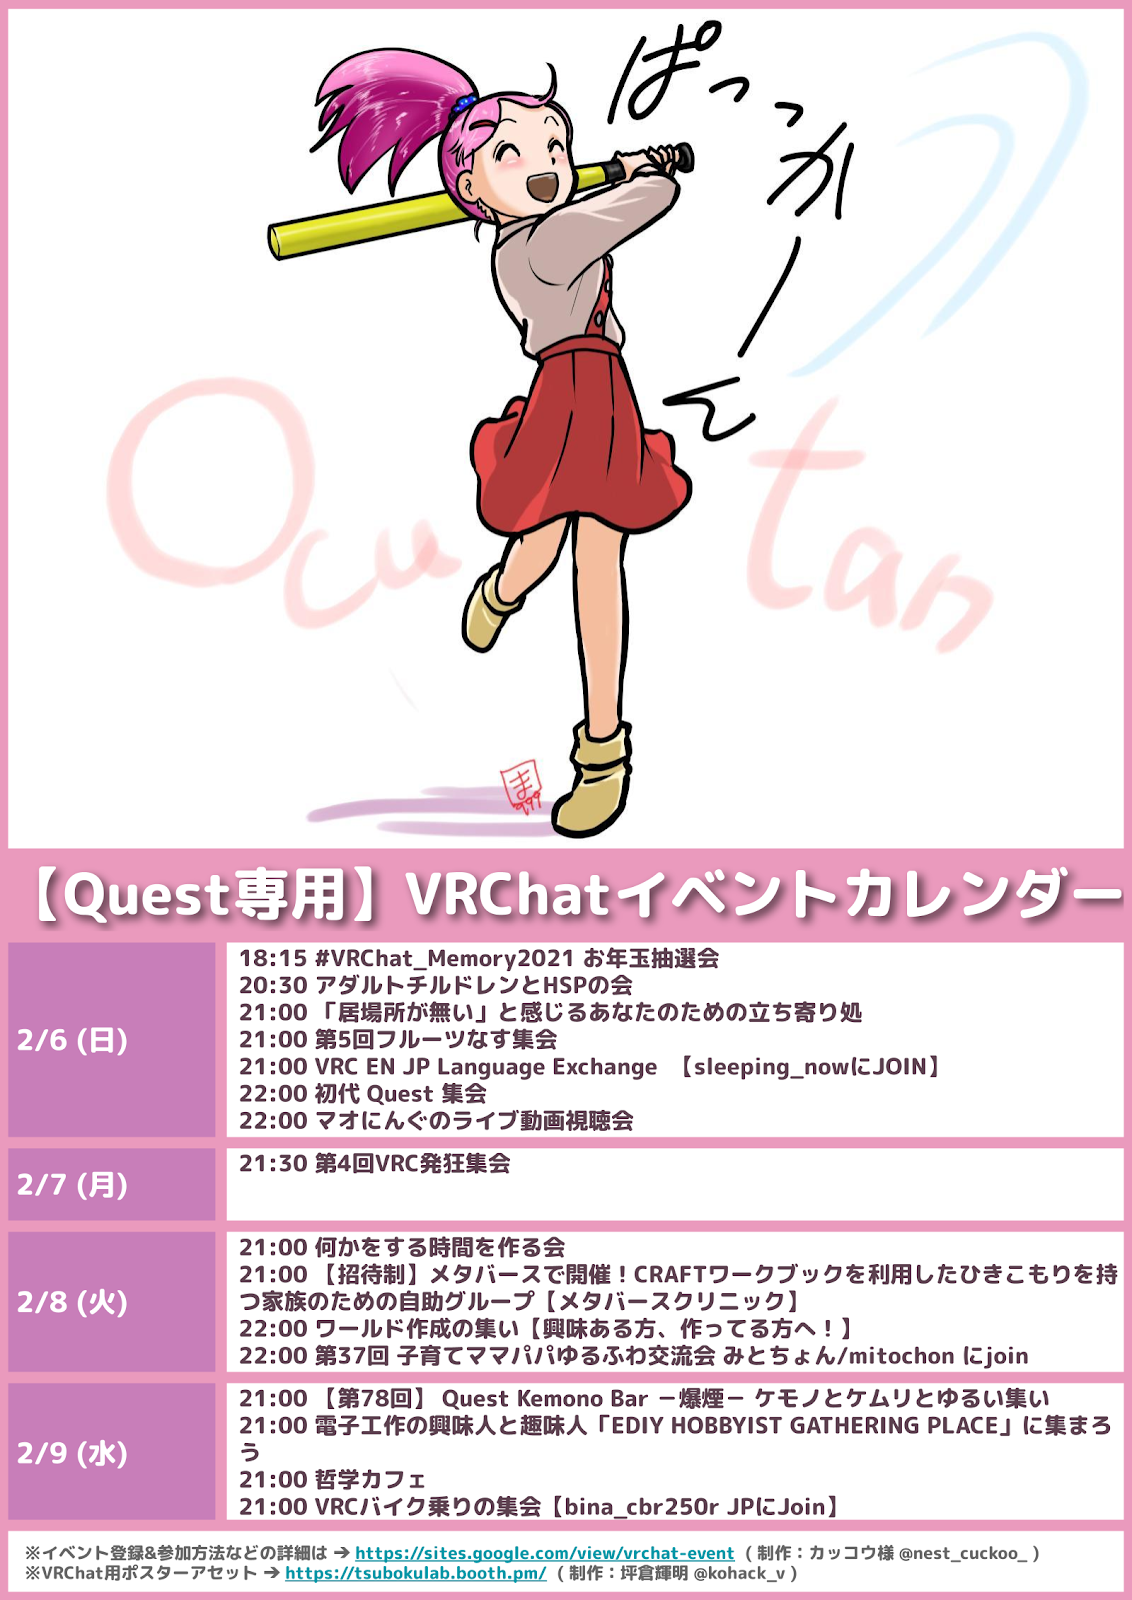 ぱっっかーん
Ocu tan
ま
999
【Quest専用】VRChatイベントカレンダー
2/6 (日)
18:15 #VRChat_Memory2021 お年玉抽選会
20:30 アダルトチルドレンとHSPの会
21:00 「居場所が無い」と感じるあなたのための立ち寄り処
21:00 第5回フルーツなす集会
21:00 VRC EN JP Language Exchange 【sleeping_nowにJOIN】
22:00 初代 Quest 集会
22:00 マオにんぐのライブ動画視聴会
2/7 (月)
21:30 第4回VRC発狂集会
2/8 (火)
21:00 何かをする時間を作る会
21:00 【招待制】メタバースで開催！CRAFTワークブックを利用したひきこもりを持
つ家族のための自助グループ【メタバースクリニック】
22:00 ワールド作成の集い【興味ある方、作ってる方へ！】
22:00 第37回 子育てママパパゆるふわ交流会 みとちょん/mitochon にjoin
2/9 (水)
21:00 【第78回】 Quest Kemono Bar －爆煙－ ケモノとケムリとゆるい集い
21:00 電子工作の興味人と趣味人「EDIY HOBBYIST GATHERING PLACE」に集まろ
う
21:00 哲学カフェ
21:00 VRCバイク乗りの集会【bina_cbr250r JPにJoin】
※イベント登録&参加方法などの詳細は ➔ https://sites.google.com/view/vrchat-event （ 制作：カッコウ様 @nest_cuckoo_ ）
※VRChat用ポスターアセット ➔ https://tsubokulab.booth.pm/ （ 制作：坪倉輝明 @kohack_v ）